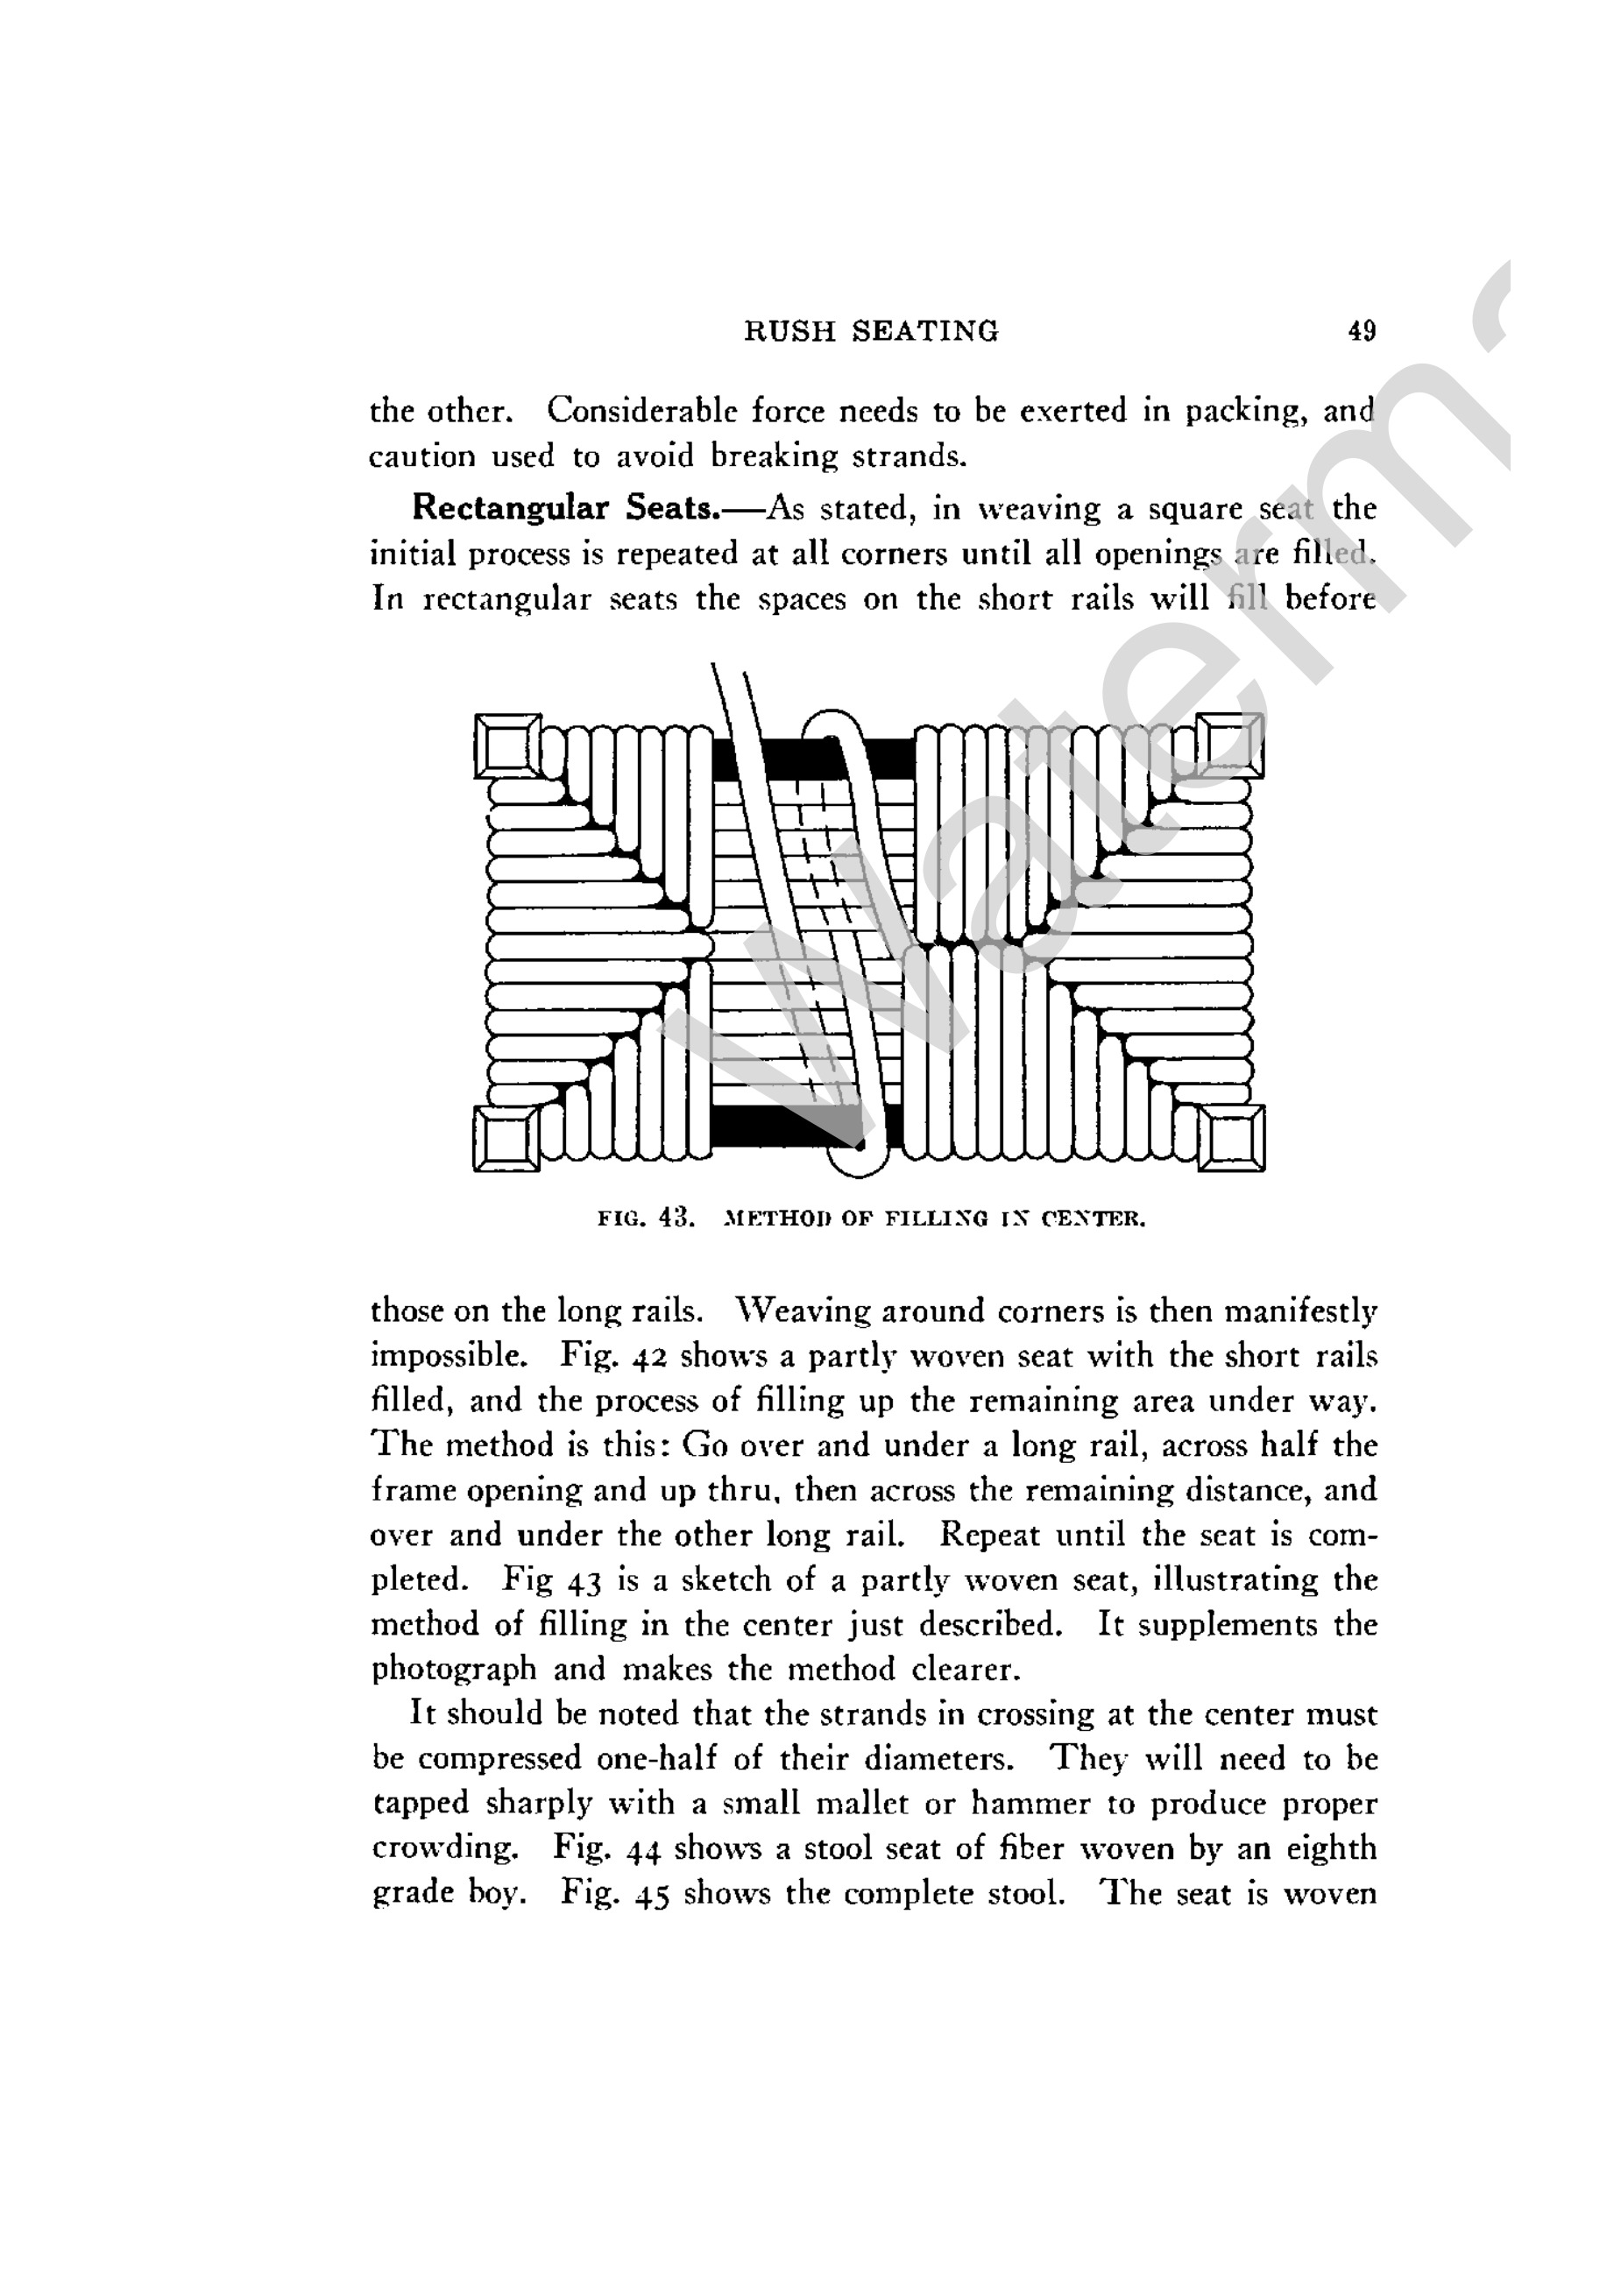 RUSH SEATING 49
the other. Considerable force needs to be exerted in packing, and
caution used to avoid breaking strands.
Rectangular Seats.—As stated, in weaving a square seat the
initial process is repeated at all corners until all openings are filled.
In rectangular seats the spaces on the short rails will fill before
FIG. 43. METHOD OF FILLING IN CENTER.
those on the long rails. Weaving around corners is then manifestly
impossible. Fig. 42 shows a partly woven seat with the short rails
filled, and the process of filling up the remaining area under way.
The method is this: Go over and under a long rail, across half the
frame opening and up thru, then across the remaining distance, and
over and under the other long rail. Repeat until the seat is com-
pleted. Fig 43 is a sketch of a partly woven seat, illustrating the
method of filling in the center just described. It supplements the
photograph and makes the method clearer.
It should be noted that the strands in crossing at the center must
be compressed one-half of their diameters. They will need to be
tapped sharply with a small mallet or hammer to produce proper
crowding. Fig. 44 shows a stool seat of fiber woven by an eighth
grade boy. Fig. 45 shows the complete stool. The seat is woven
Waterm